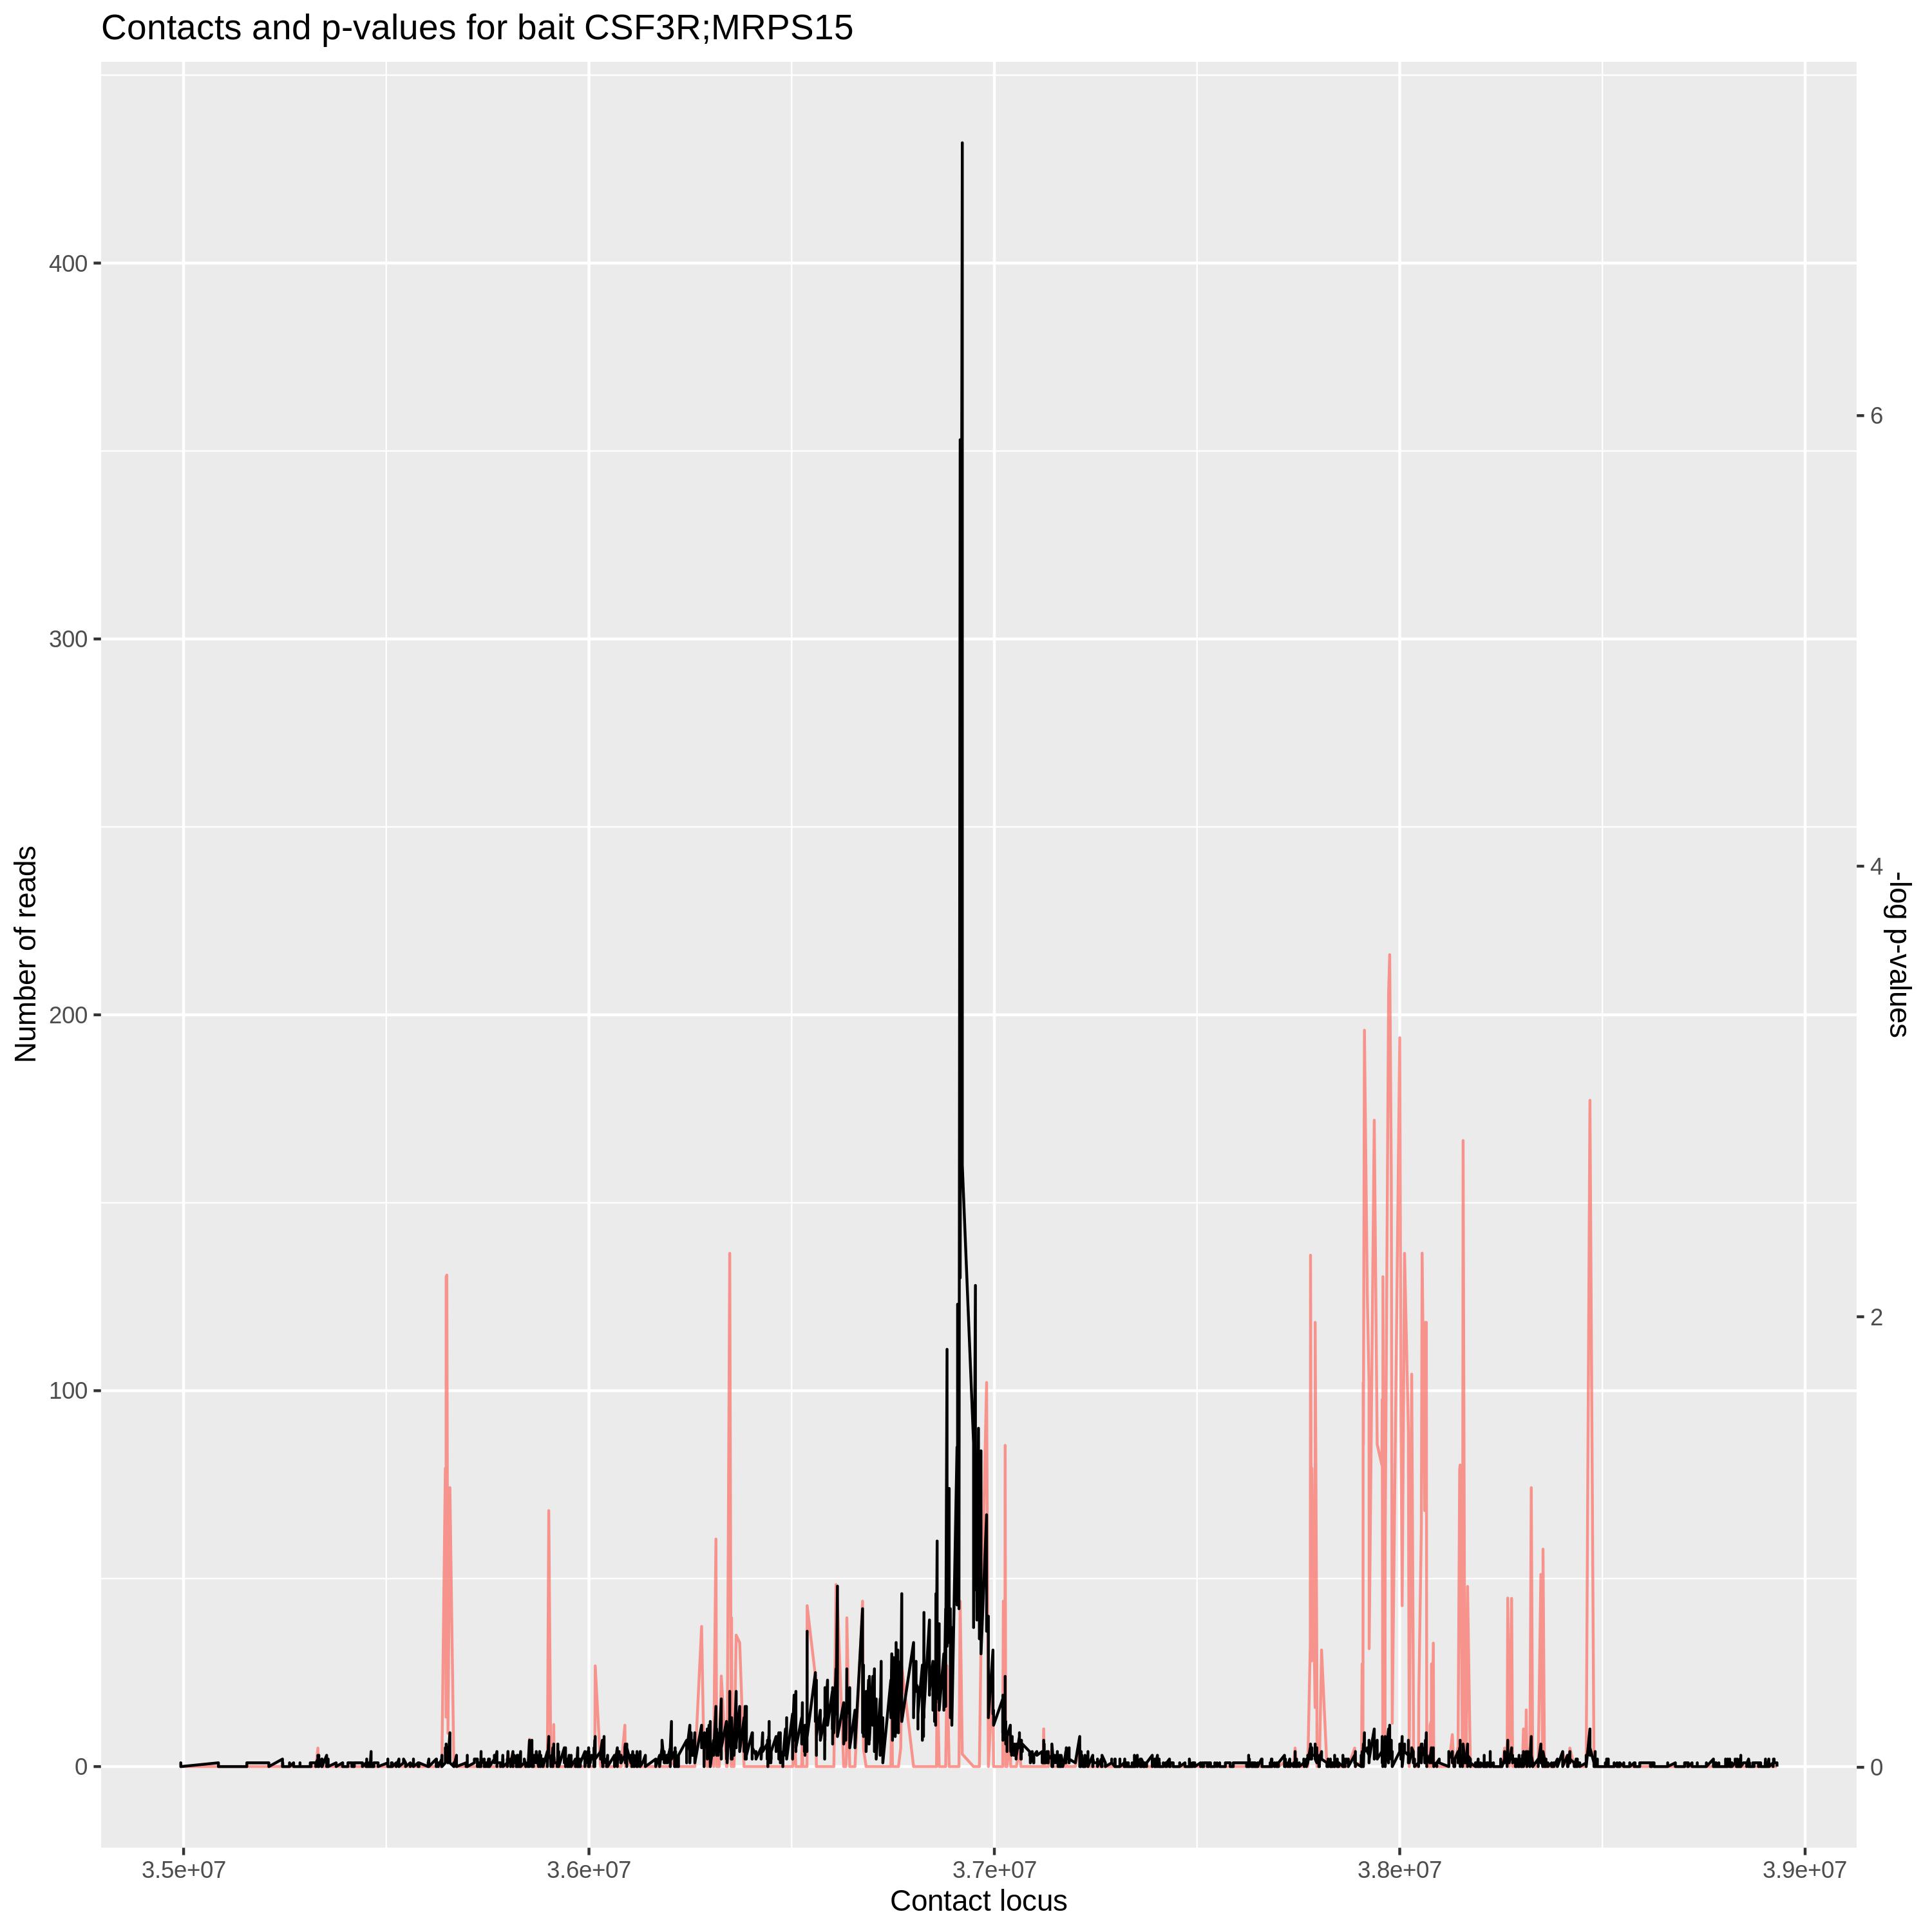 Contacts and p-values for bait CSF3R;MRPS15
400
300
200
100
0
Number of reads
6
4
2
0
-log p-values
3.5e+07
3.6e+07
3.7e+07
3.8e+07
3.9e+07
Contact locus